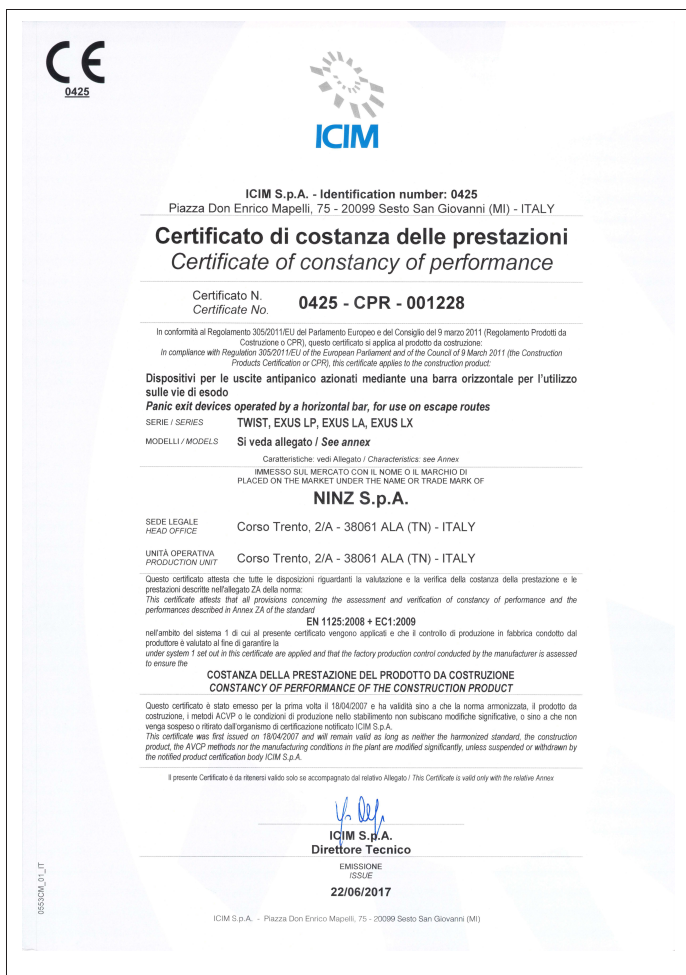 CE
0425
ICIM
ICIM S.p.A. - Identification number: 0425
Piazza Don Enrico Mapelli, 75 - 20099 Sesto San Giovanni (MI) - ITALY
Certificato di costanza delle prestazioni
Certificate of constancy of performance
Certificato N.
Certificate No.
0425 - CPR - 001228
In conformità al Regolamento 305/2011/EU del Parlamento Europeo e del Consiglio del 9 marzo 2011 (Regolamento Prodotti da
Costruzione o CPR), questo certificato si applica al prodotto da costruzione:
In compliance with Regulation 305/2011/EU of the European Parliament and of the Council of 9 March 2011 (the Construction
Products Certification or CPR), this certificate applies to the construction product:
Dispositivi per le uscite antipanico azionati mediante una barra orizzontale per l'utilizzo
sulle vie di esodo
Panic exit devices operated by a horizontal bar, for use on escape routes
SERIE / SERIES TWIST, EXUS LP, EXUS LA, EXUS LX
MODELLI / MODELS Si veda allegato / See annex
Caratteristiche: vedi Allegato / Characteristics: see Annex
IMMESSO SUL MERCATO CON IL NOME O IL MARCHIO DI
PLACED ON THE MARKET UNDER THE NAME OR TRADE MARK OF
NINZ S.p.A.
SEDE LEGALE
HEAD OFFICE
Corso Trento, 2/A - 38061 ALA (TN) - ITALY
UNITÀ OPERATIVA
PRODUCTION UNIT
Corso Trento, 2/A - 38061 ALA (TN) - ITALY
Questo certificato attesta che tutte le disposizioni riguardanti la valutazione e la verifica della costanza della prestazione e le
prestazioni descritte nell'allegato ZA della norma:
This certificate attests that all provisions concerning the assessment and verification of constancy of performance and the
performances described in Annex ZA of the standard
EN 1125:2008 + EC1:2009
nell'ambito del sistema 1 di cui al presente certificato vengono applicati e che il controllo di produzione in fabbrica condotto dal
produttore è valutato al fine di garantire la
under system 1 set out in this certificate are applied and that the factory production control conducted by the manufacturer is assessed
to ensure the
COSTANZA DELLA PRESTAZIONE DEL PRODOTTO DA COSTRUZIONE
CONSTANCY OF PERFORMANCE OF THE CONSTRUCTION PRODUCT
Questo certificato è stato emesso per la prima volta il 18/04/2007 e ha validità sino a che la norma armonizzata, il prodotto da
costruzione, i metodi ACVP o le condizioni di produzione nello stabilimento non subiscano modifiche significative, o sino a che non
venga sospeso o ritirato dall'organismo di certificazione notificato ICIM S.p.A.
This certificate was first issued on 18/04/2007 and will remain valid as long as neither the harmonized standard, the construction
product, the AVCP methods nor the manufacturing conditions in the plant are modified significantly, unless suspended or withdrawn by
the notified product certification body ICIM S.p.A.
Il presente Certificato è da ritenersi valido solo se accompagnato dal relativo Allegato / This Certificate is valid only with the relative Annex
ICIM S.p.A.
Direttore Tecnico
EMISSIONE
ISSUE
22/06/2017
0553CM_01_IT
ICIM S.p.A. - Piazza Don Enrico Mapelli, 75 - 20099 Sesto San Giovanni (MI)